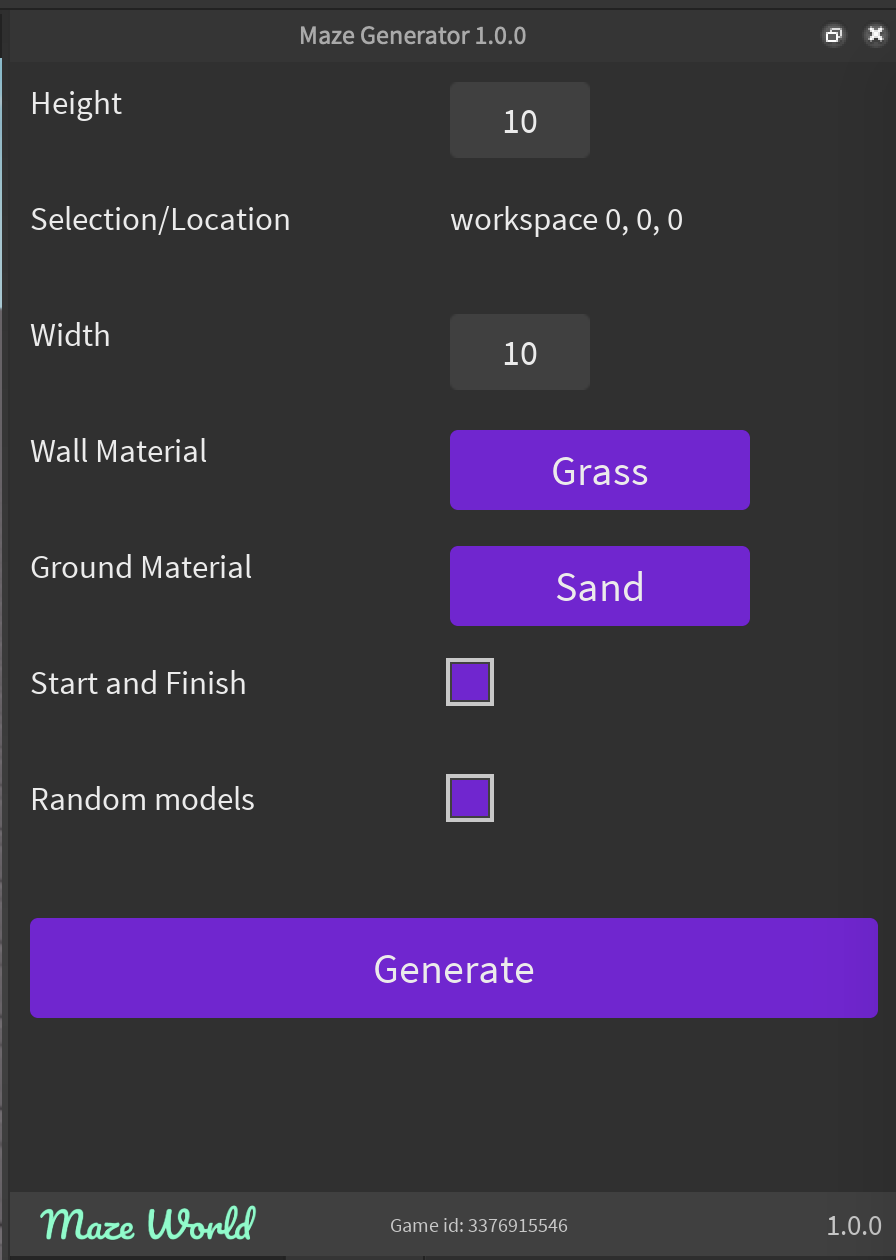 Maze Generator 1.0.0
Height 10
Selection/Location workspace 0, 0, 0
Width 10
Wall Material Grass
Ground Material Sand
Start and Finish
Random models
Generate
Maze World Game id: 3376915546 1.0.0